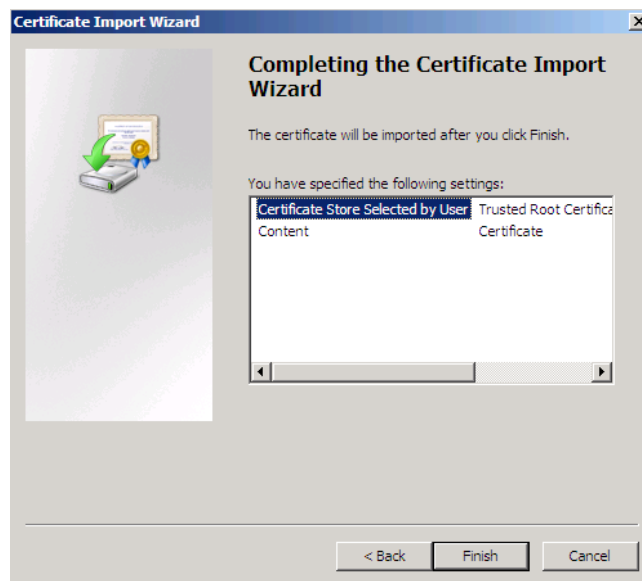 Certificate Import Wizard
Completing the Certificate Import
Wizard
The certificate will be imported after you click Finish.
You have specified the following settings:
Certificate Store Selected by User Trusted Root Certifica
Content Certificate
< Back Finish Cancel